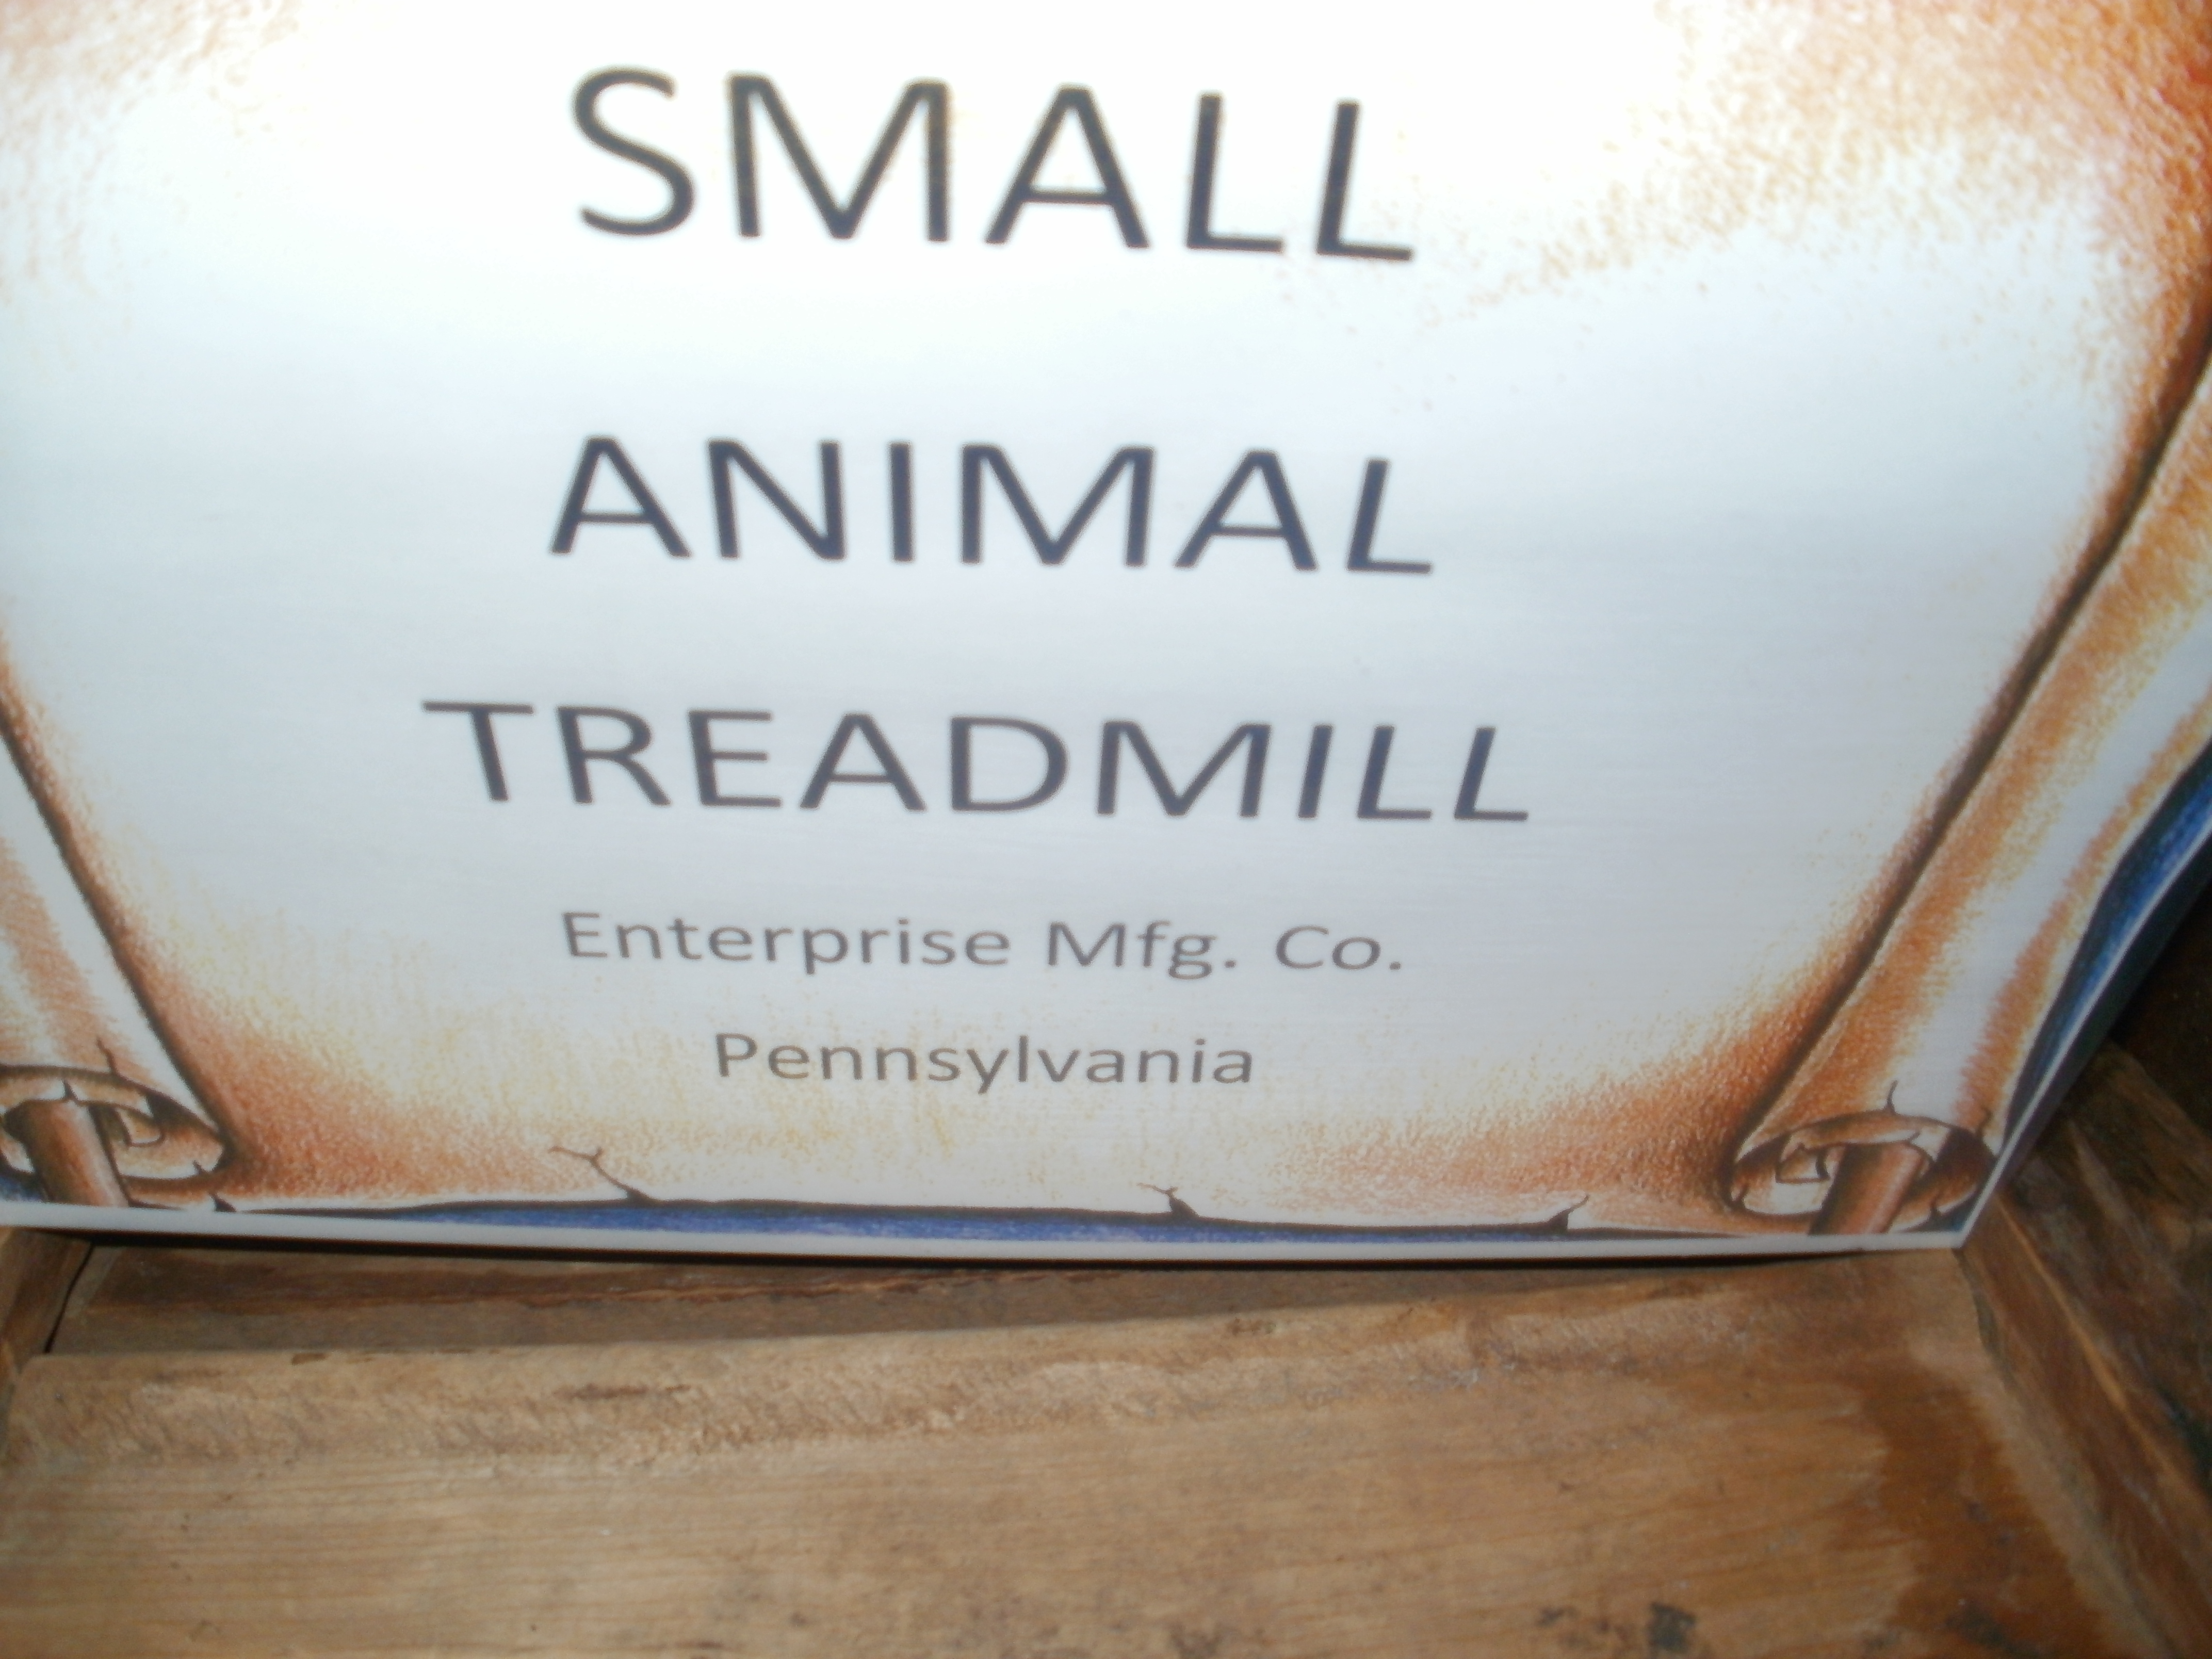 SMALL
ANIMAL
TREADMILL
Enterprise Mfg. Co.
Pennsylvania